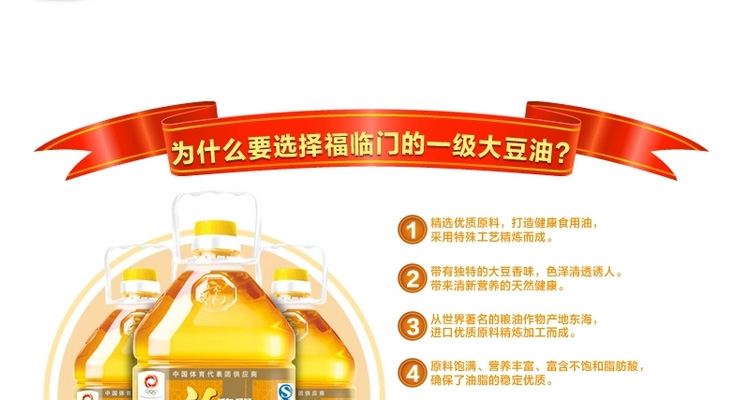 为什么要选择福临门的一级大豆油?
1
精选优质原料，打造健康食用油，
采用特殊工艺精炼而成。
2
带有独特的大豆香味，色泽清透诱人。
带来清新营养的天然健康。
3
从世界著名的粮油作物产地东海，
进口优质原料精炼加工而成。
4
原料饱满、营养丰富、富含不饱和脂肪酸，
确保了油脂的稳定优质。
中国体育代表团供应商